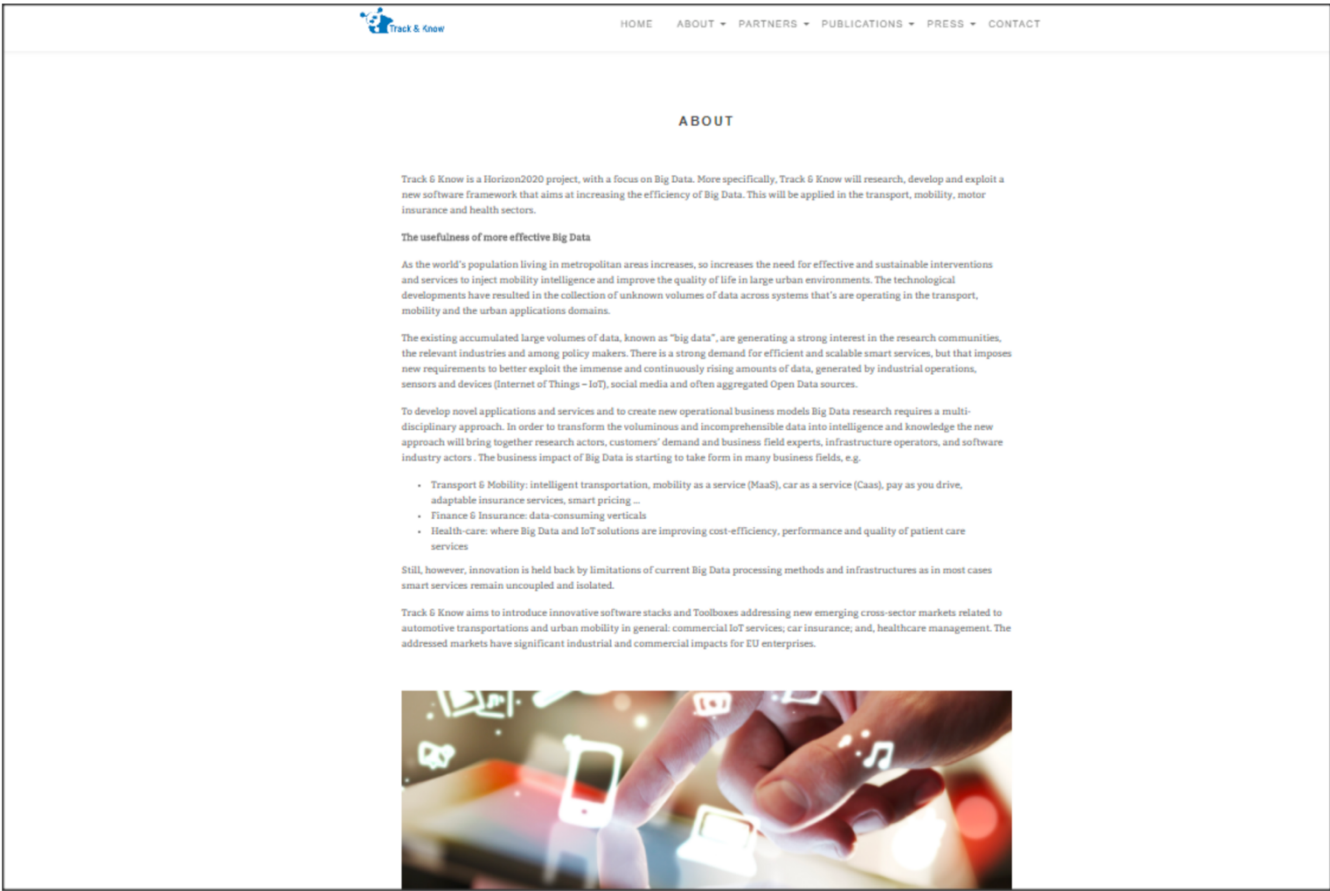 Track & Know
HOME ABOUT PARTNERS PUBLICATIONS PRESS CONTACT
ABOUT
Track & Know is a Horizon2020 project, with a focus on Big Data. More specifically, Track & Know will research, develop and exploit a
new software framework that aims at increasing the efficiency of Big Data. This will be applied in the transport, mobility, motor
insurance and health sectors.
The usefulness of more effective Big Data
As the world's population living in metropolitan areas increases, so increases the need for effective and sustainable interventions
and services to inject mobility intelligence and improve the quality of life in large urban environments. The technological
developments have resulted in the collection of unknown volumes of data across systems that's are operating in the transport,
mobility and the urban applications domains.
The existing accumulated large volumes of data, known as "big data", are generating a strong interest in the research communities,
the relevant industries and among policy makers. There is a strong demand for efficient and scalable smart services, but that imposes
new requirements to better exploit the immense and continuously rising amounts of data, generated by industrial operations,
sensors and devices (Internet of Things – IoT), social media and often aggregated Open Data sources.
To develop novel applications and services and to create new operational business models Big Data research requires a multi-
disciplinary approach. In order to transform the voluminous and incomprehensible data into intelligence and knowledge the new
approach will bring together research actors, customers' demand and business field experts, infrastructure operators, and software
industry actors . The business impact of Big Data is starting to take form in many business fields, e.g.
• Transport & Mobility: intelligent transportation, mobility as a service (MaaS), car as a service (Caas), pay as you drive,
adaptable insurance services, smart pricing ...
• Finance & Insurance: data-consuming verticals
• Health-care: where Big Data and IoT solutions are improving cost-efficiency, performance and quality of patient care
services
Still, however, innovation is held back by limitations of current Big Data processing methods and infrastructures as in most cases
smart services remain uncoupled and isolated.
Track & Know aims to introduce innovative software stacks and Toolboxes addressing new emerging cross-sector markets related to
automotive transportations and urban mobility in general: commercial IoT services; car insurance; and, healthcare management. The
addressed markets have significant industrial and commercial impacts for EU enterprises.